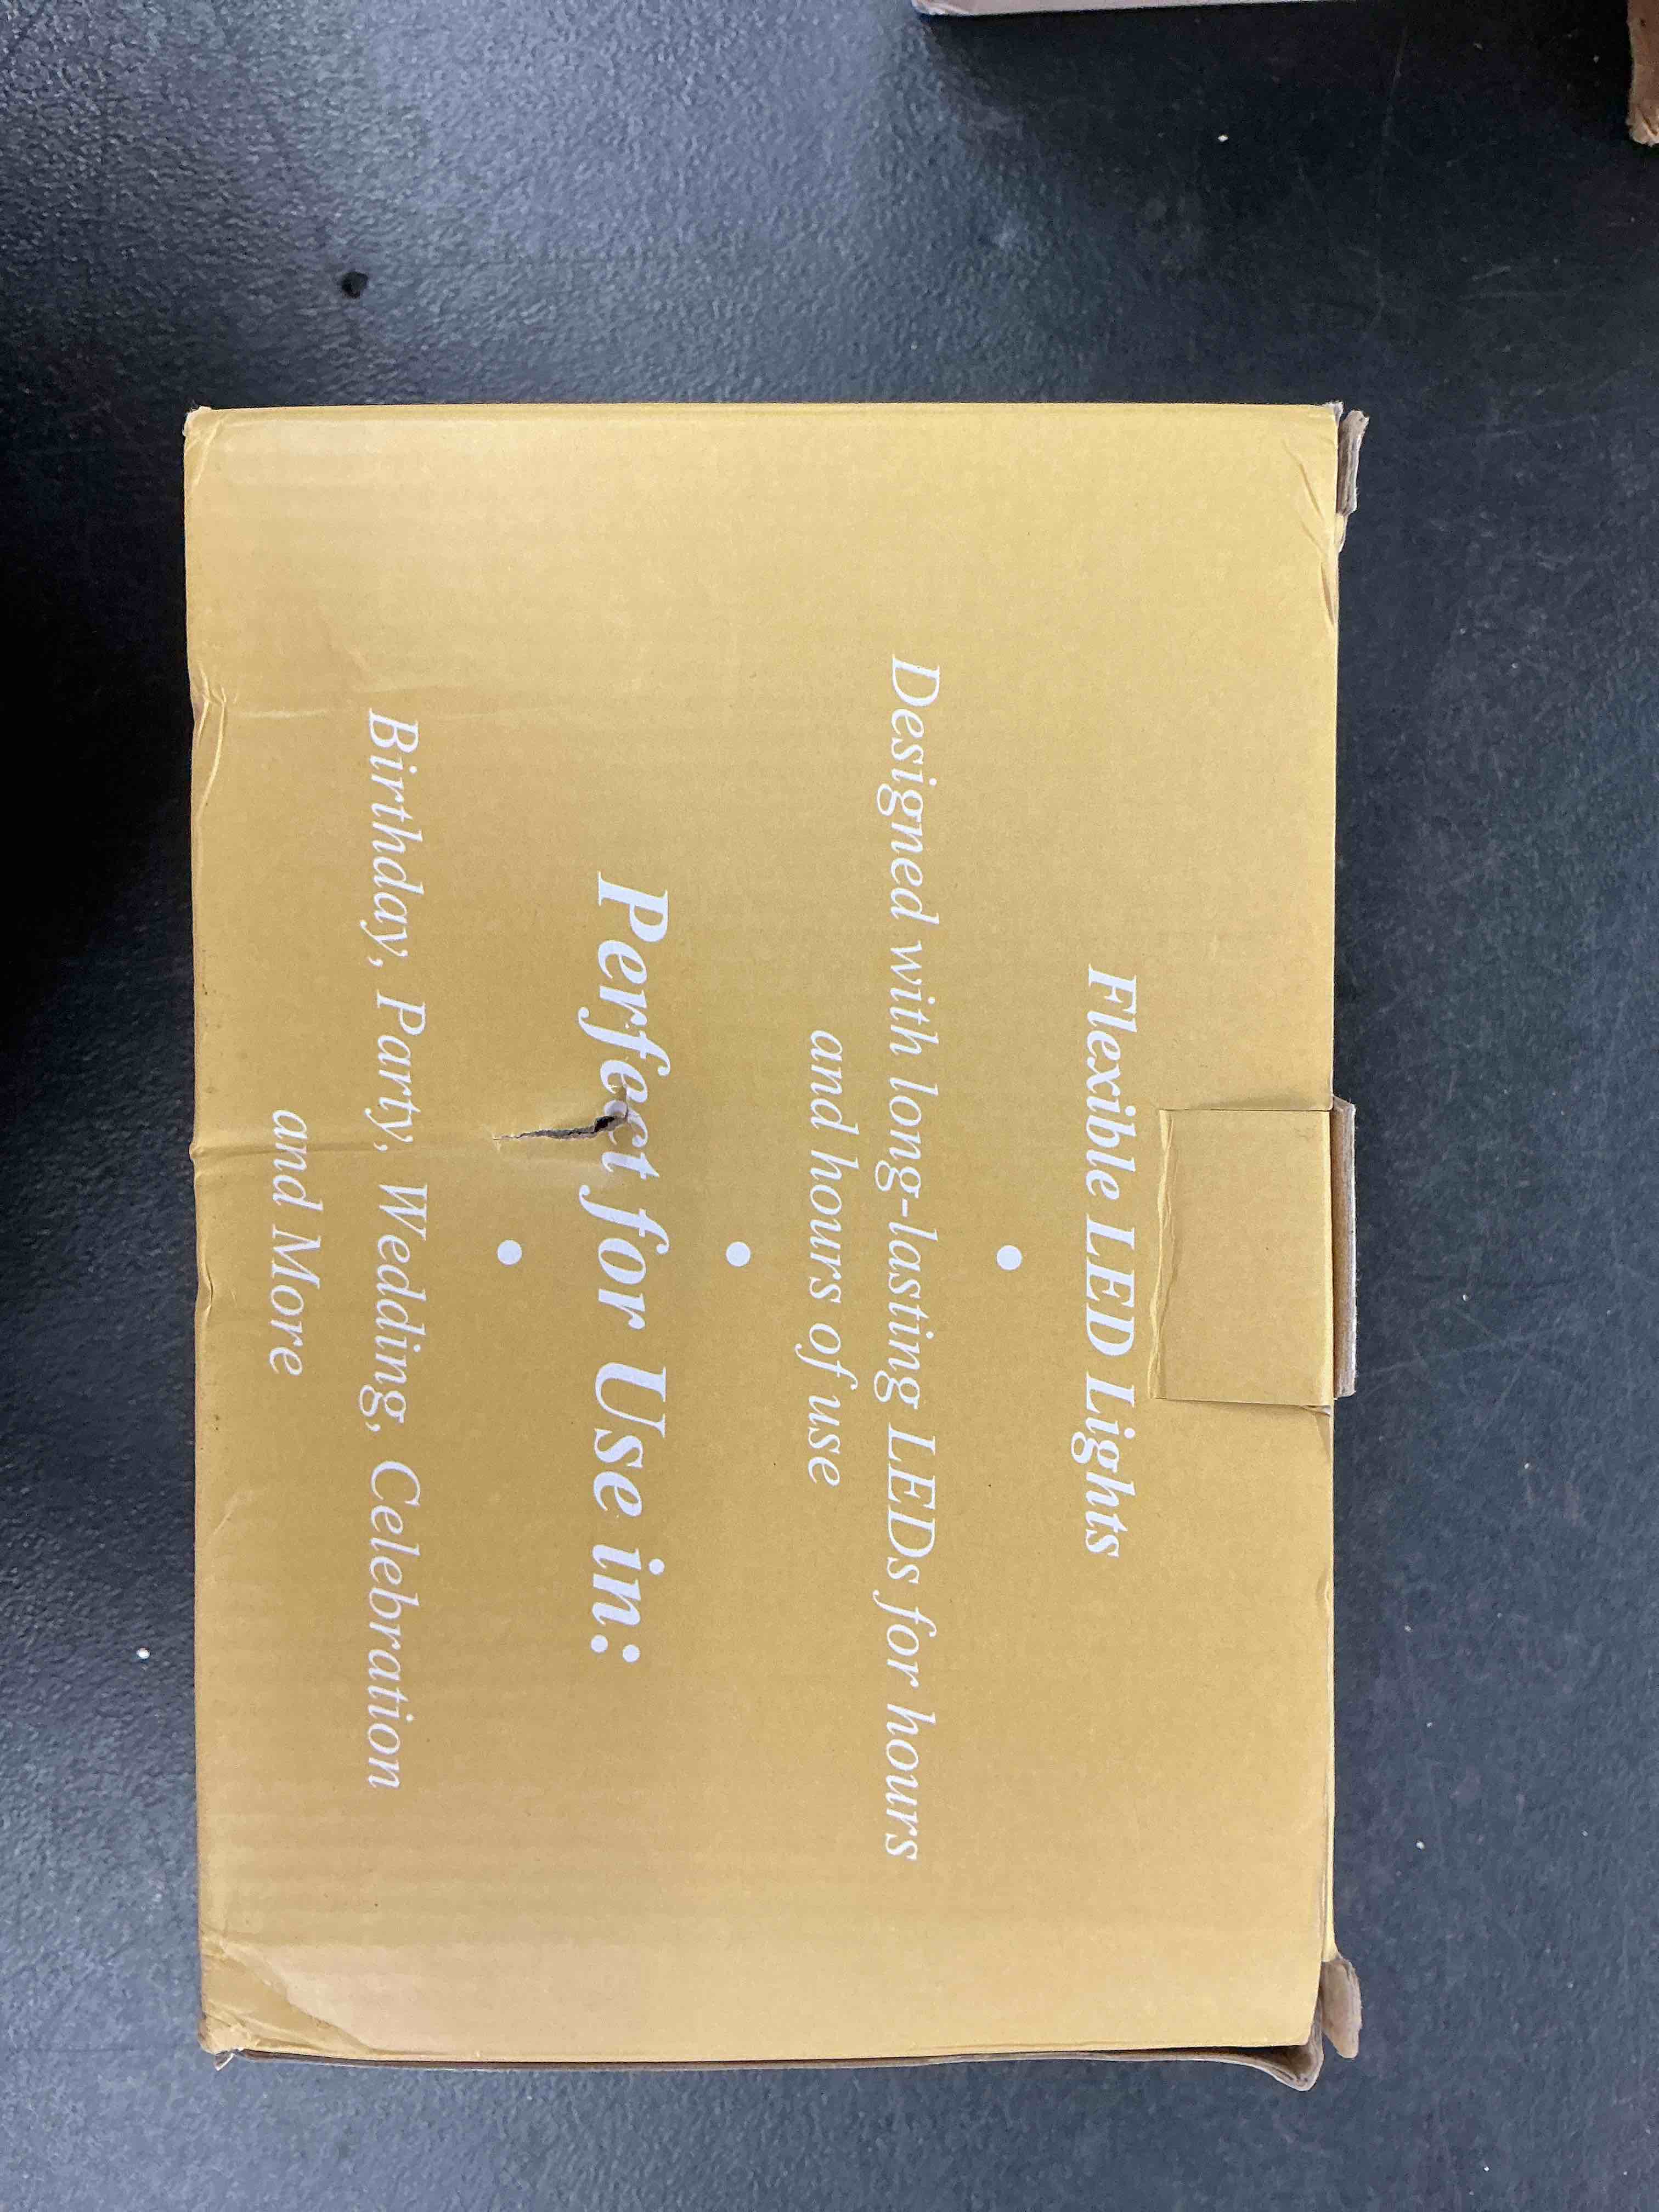 Flexible LED Lights
Designed with long-lasting LEDs for hours
and hours of use
Perfect for Use in:
Birthday, Party, Wedding, Celebration
and More